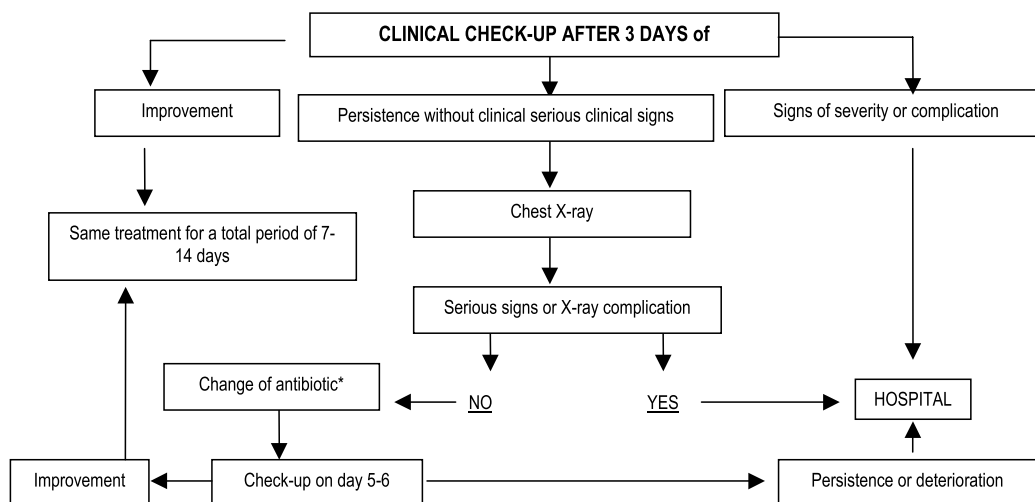 CLINICAL CHECK-UP AFTER 3 DAYS of
Improvement
Persistence without clinical serious clinical signs
Signs of severity or complication
Chest X-ray
Same treatment for a total period of 7-
14 days
Serious signs or X-ray complication
Change of antibiotic*
NO
YES
HOSPITAL
Improvement
Check-up on day 5-6
Persistence or deterioration